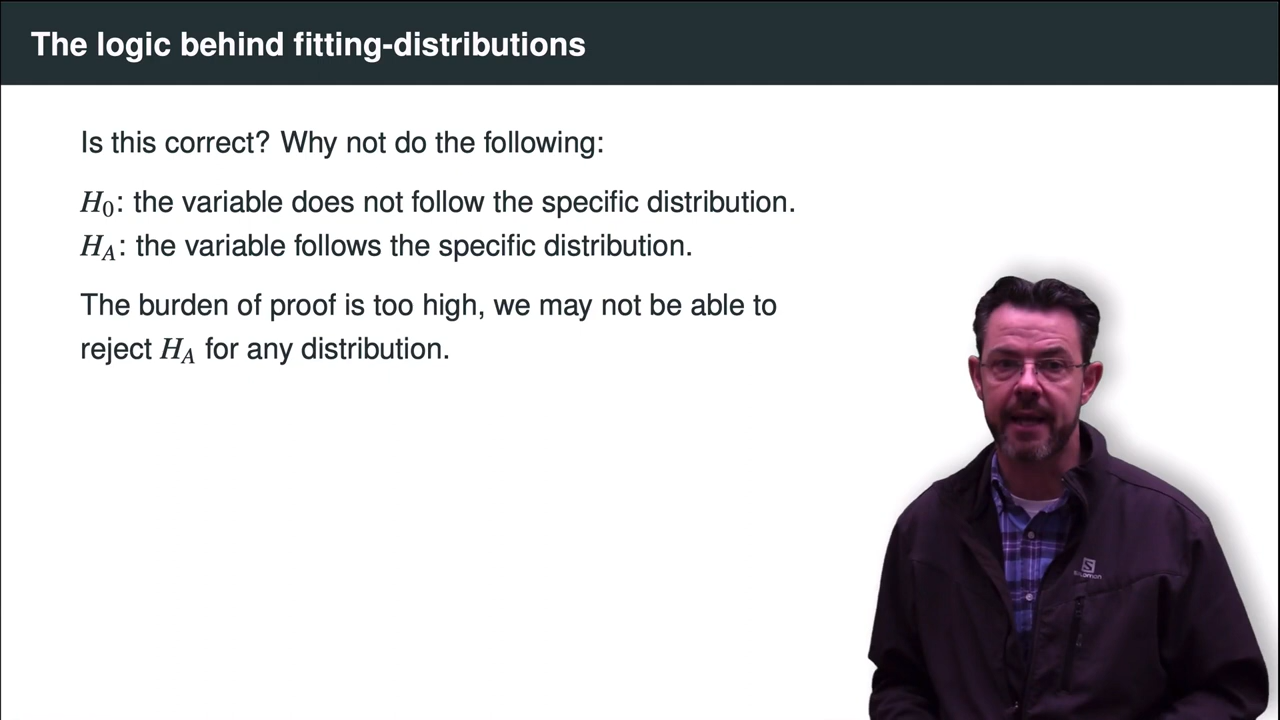 The logic behind fitting-distributions
Is this correct? Why not do the following:
H₀: the variable does not follow the specific distribution.
H_A: the variable follows the specific distribution.
The burden of proof is too high, we may not be able to
reject H_A for any distribution.
S
salomon